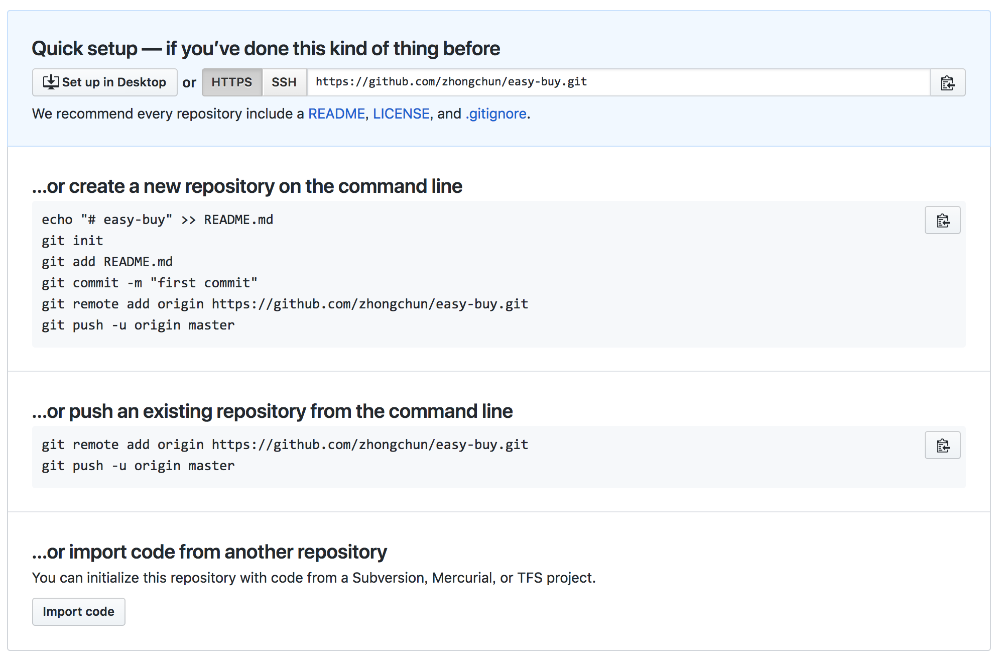 Quick setup — if you’ve done this kind of thing before
Set up in Desktop or HTTPS SSH https://github.com/zhongchun/easy-buy.git
We recommend every repository include a README, LICENSE, and .gitignore.
…or create a new repository on the command line
echo "# easy-buy" >> README.md
git init
git add README.md
git commit -m "first commit"
git remote add origin https://github.com/zhongchun/easy-buy.git
git push -u origin master
…or push an existing repository from the command line
git remote add origin https://github.com/zhongchun/easy-buy.git
git push -u origin master
…or import code from another repository
You can initialize this repository with code from a Subversion, Mercurial, or TFS project.
Import code